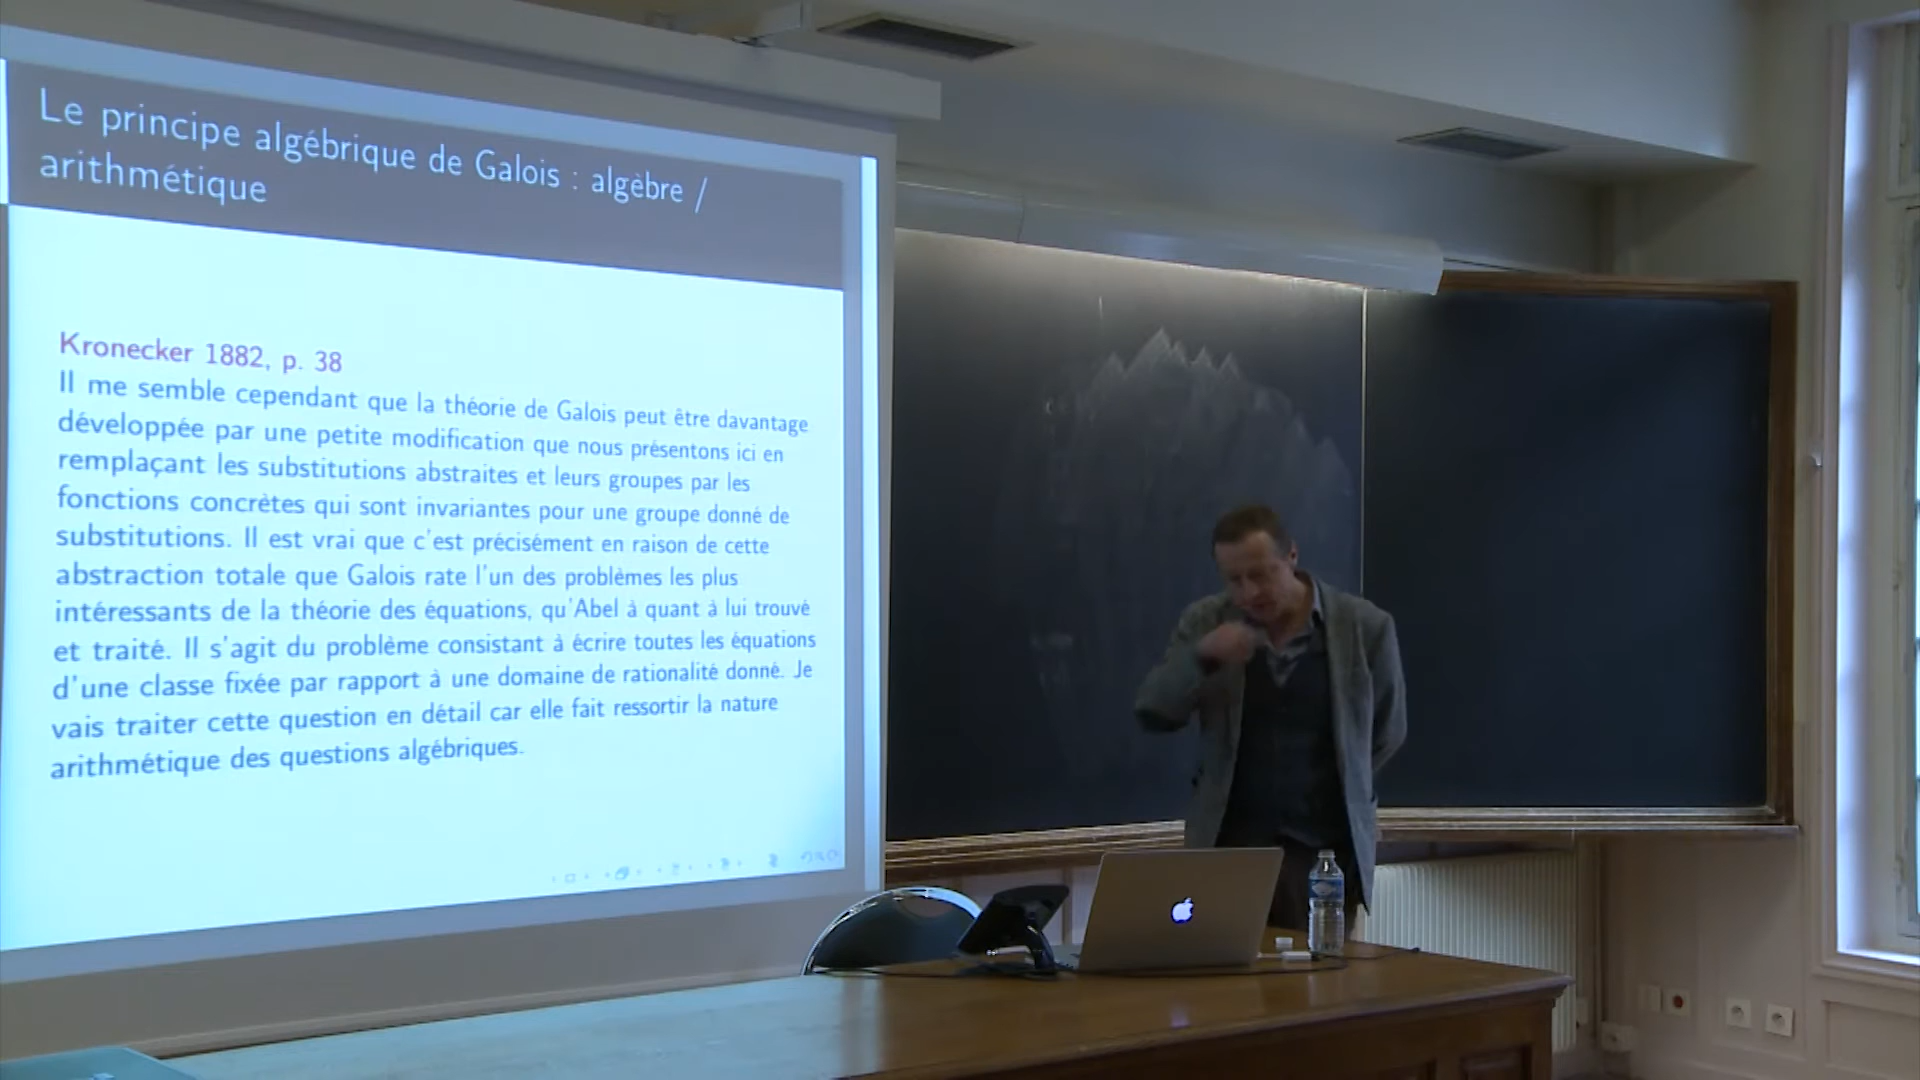 Le principe algébrique de Galois : algèbre /
arithmétique
Kronecker 1882, p. 38
Il me semble cependant que la théorie de Galois peut être davantage
développée par une petite modification que nous présentons ici en
remplaçant les substitutions abstraites et leurs groupes par les
fonctions concrètes qui sont invariantes pour une groupe donné de
substitutions. Il est vrai que c'est précisément en raison de cette
abstraction totale que Galois rate l'un des problèmes les plus
intéressants de la théorie des équations, qu'Abel à quant à lui trouvé
et traité. Il s'agit du problème consistant à écrire toutes les équations
d'une classe fixée par rapport à une domaine de rationalité donné. Je
vais traiter cette question en détail car elle fait ressortir la nature
arithmétique des questions algébriques.